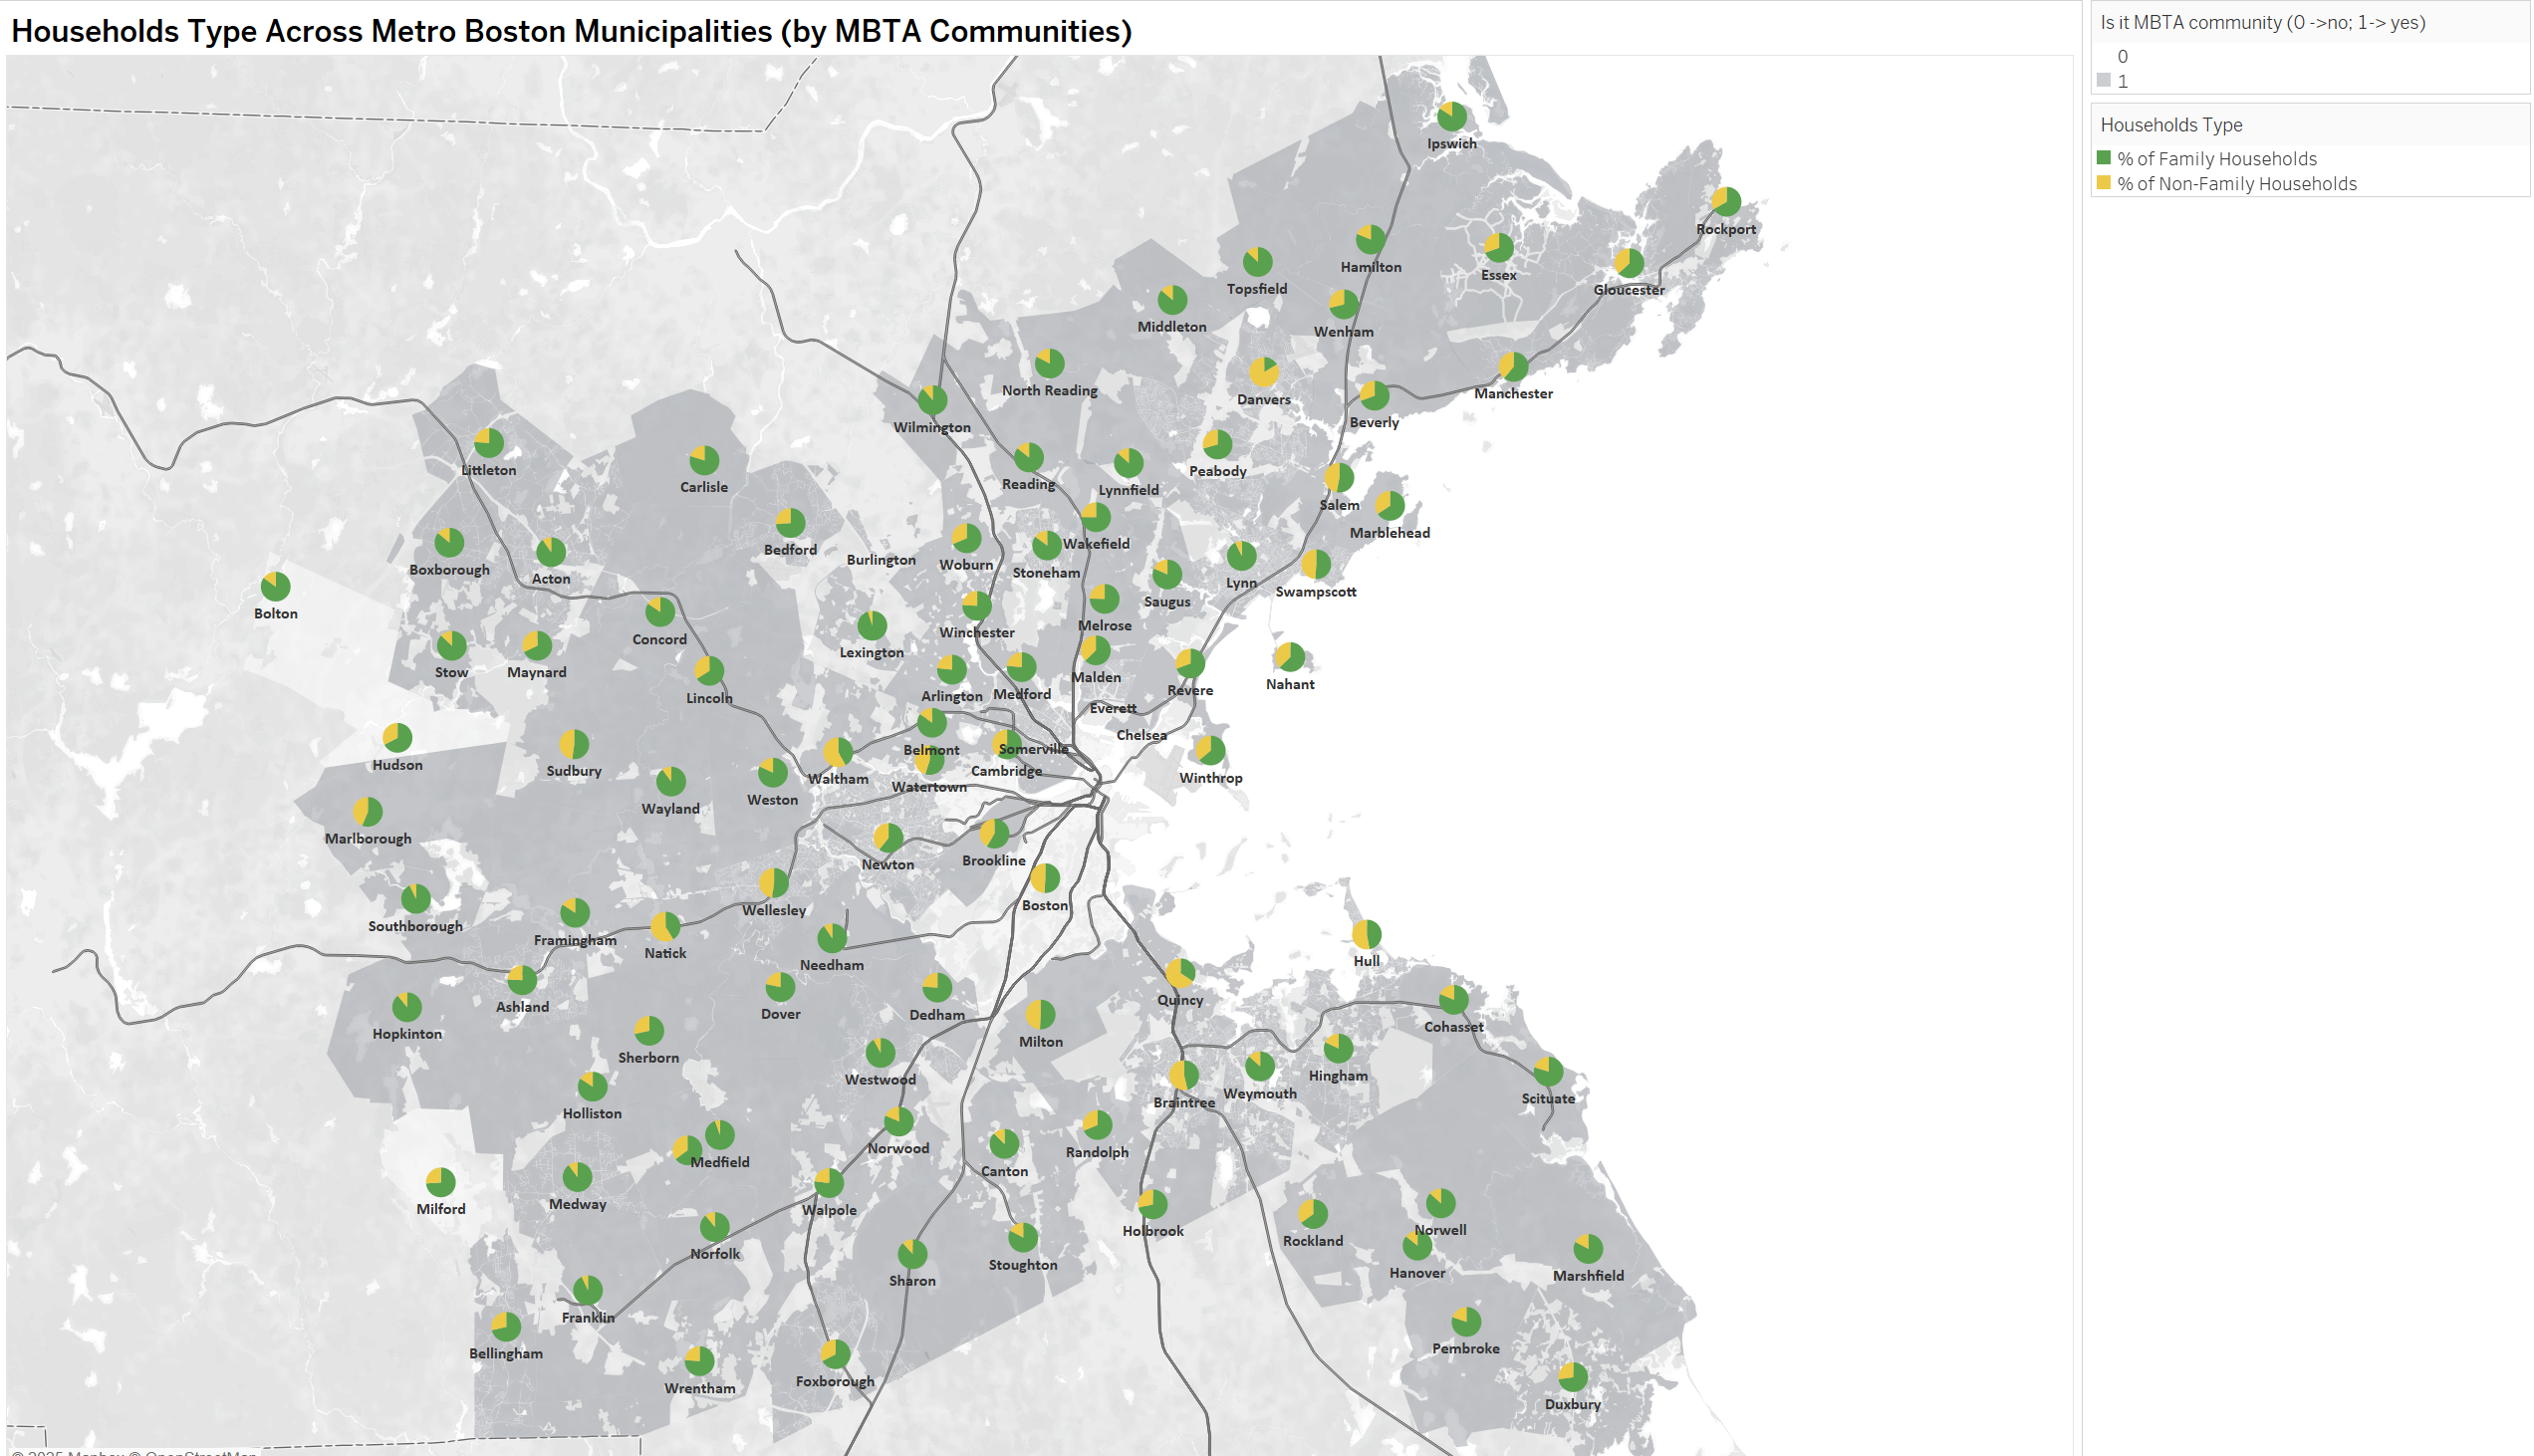 Households Type Across Metro Boston Municipalities (by MBTA Communities)
Is it MBTA community (0 ->no; 1-> yes)
0
1
Households Type
% of Family Households
% of Non-Family Households
Ipswich
Rockport
Hamilton
Essex
Topsfield
Gloucester
Middleton
Wenham
North Reading
Danvers
Manchester
Beverly
Wilmington
Littleton
Peabody
Reading
Carlisle
Lynnfield
Salem
Marblehead
Wakefield
Bedford
Burlington
Woburn
Boxborough
Stoneham
Acton
Lynn
Swampscott
Saugus
Bolton
Melrose
Winchester
Concord
Lexington
Stow
Maynard
Malden
Nahant
Revere
Medford
Arlington
Lincoln
Everett
Chelsea
Somerville
Belmont
Hudson
Sudbury
Cambridge
Winthrop
Waltham
Watertown
Weston
Wayland
Marlborough
Brookline
Newton
Boston
Wellesley
Southborough
Framingham
Natick
Hull
Needham
Quincy
Ashland
Dover
Dedham
Cohasset
Hopkinton
Milton
Sherborn
Hingham
Westwood
Weymouth
Scituate
Braintree
Holliston
Norwood
Randolph
Medfield
Canton
Medway
Milford
Walpole
Norwell
Holbrook
Rockland
Norfolk
Stoughton
Hanover
Marshfield
Sharon
Franklin
Pembroke
Bellingham
Foxborough
Wrentham
Duxbury
© 2025 Mapbox © OpenStreetMap